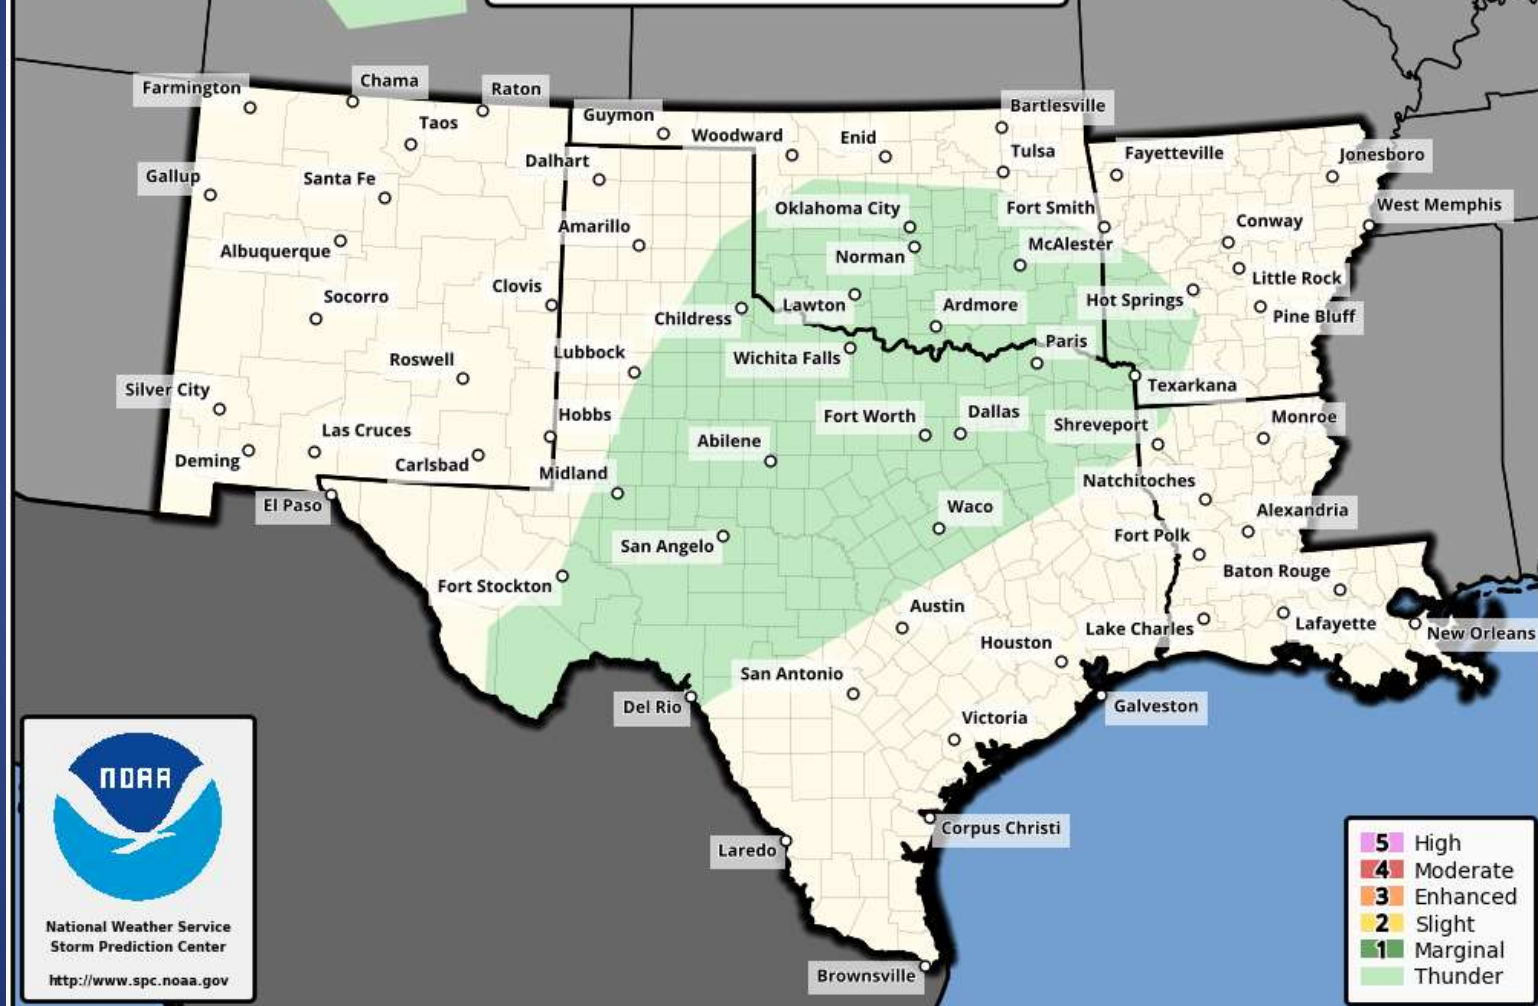 Farmington
Chama
Raton
Guymon
Bartlesville
Taos
Woodward
Enid
Tulsa
Fayetteville
Jonesboro
Gallup
Santa Fe
Dalhart
Oklahoma City
Fort Smith
West Memphis
Albuquerque
Amarillo
Norman
McAlester
Conway
Socorro
Clovis
Childress
Lawton
Ardmore
Hot Springs
Little Rock
Pine Bluff
Roswell
Lubbock
Wichita Falls
Paris
Texarkana
Silver City
Las Cruces
Hobbs
Abilene
Fort Worth
Dallas
Shreveport
Monroe
Deming
Carlsbad
Midland
Natchitoches
El Paso
San Angelo
Waco
Fort Polk
Alexandria
Fort Stockton
Baton Rouge
Austin
Houston
Lake Charles
Lafayette
New Orleans
San Antonio
Del Rio
Victoria
Galveston
Corpus Christi
Laredo
Brownsville
NOAA
National Weather Service
Storm Prediction Center
http://www.spc.noaa.gov
5 High
4 Moderate
3 Enhanced
2 Slight
1 Marginal
Thunder